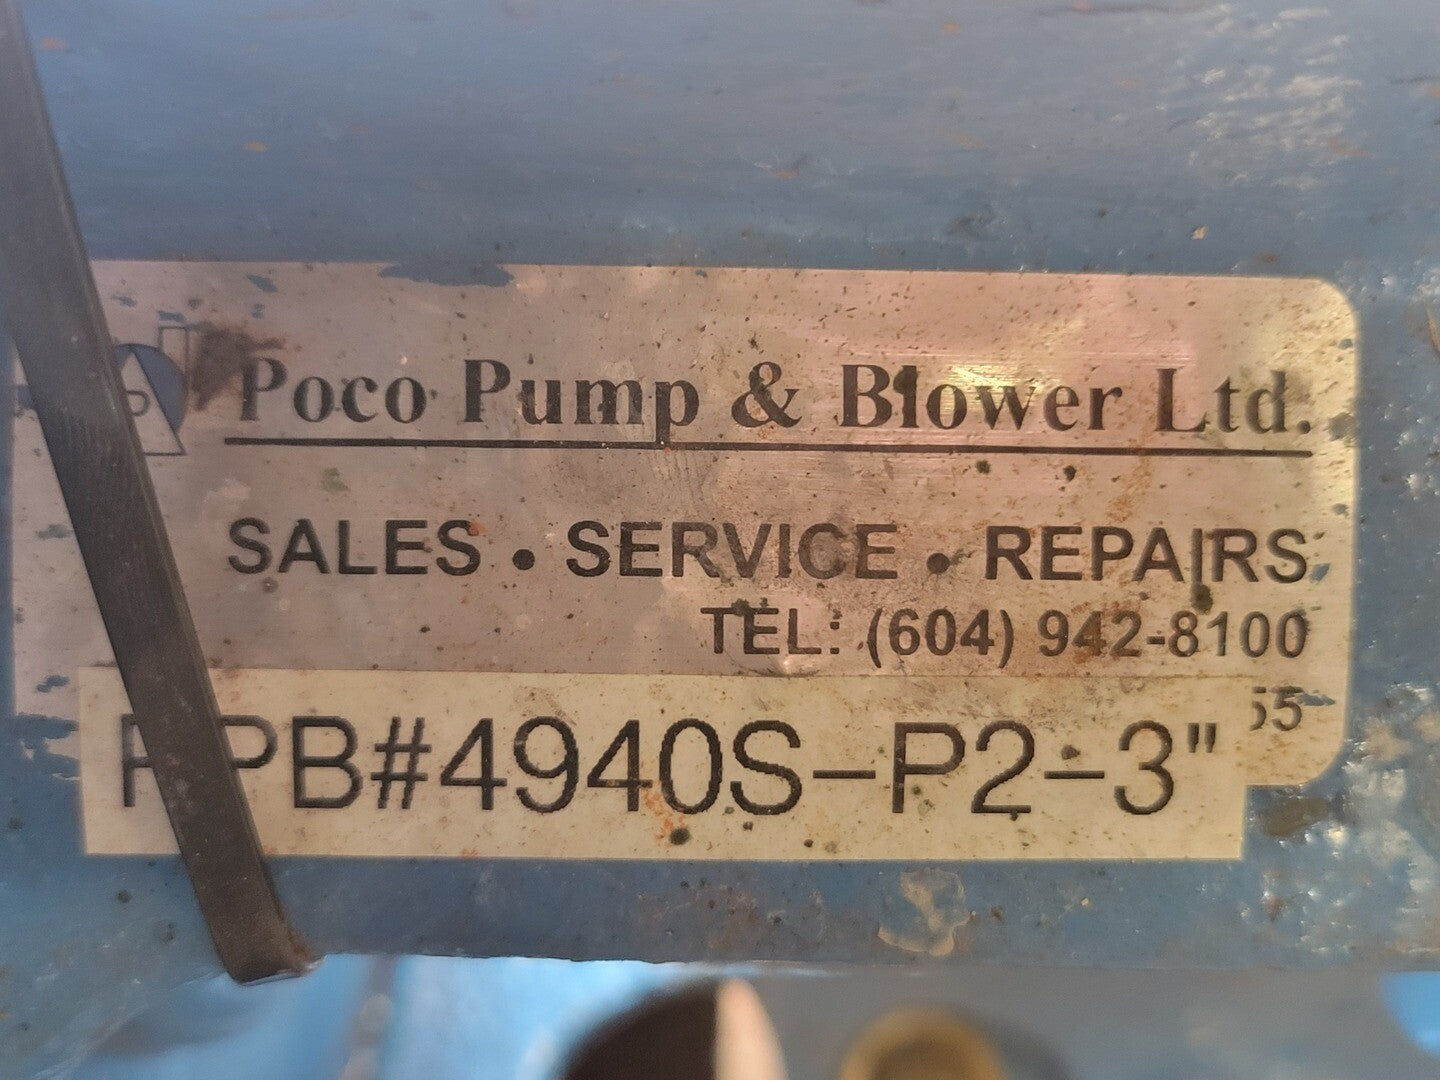 Poco Pump & Blower Ltd.
SALES • SERVICE • REPAIRS
TEL: (604) 942-8100
PB#4940S-P2-3"